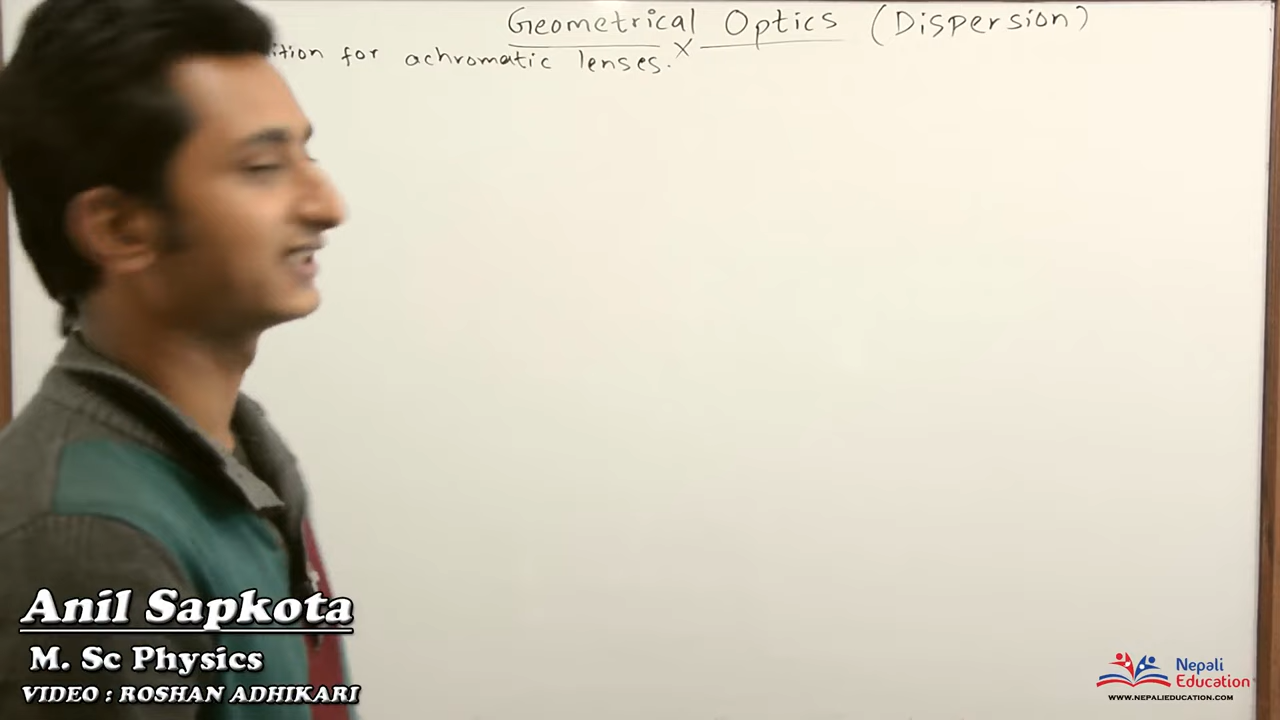 Geometrical Optics (Dispersion)
for achromatic lenses.
Anil Sapkota
M. Sc Physics
VIDEO : ROSHAN ADHIKARI
Nepali
Education
WWW.NEPALIEDUCATION.COM